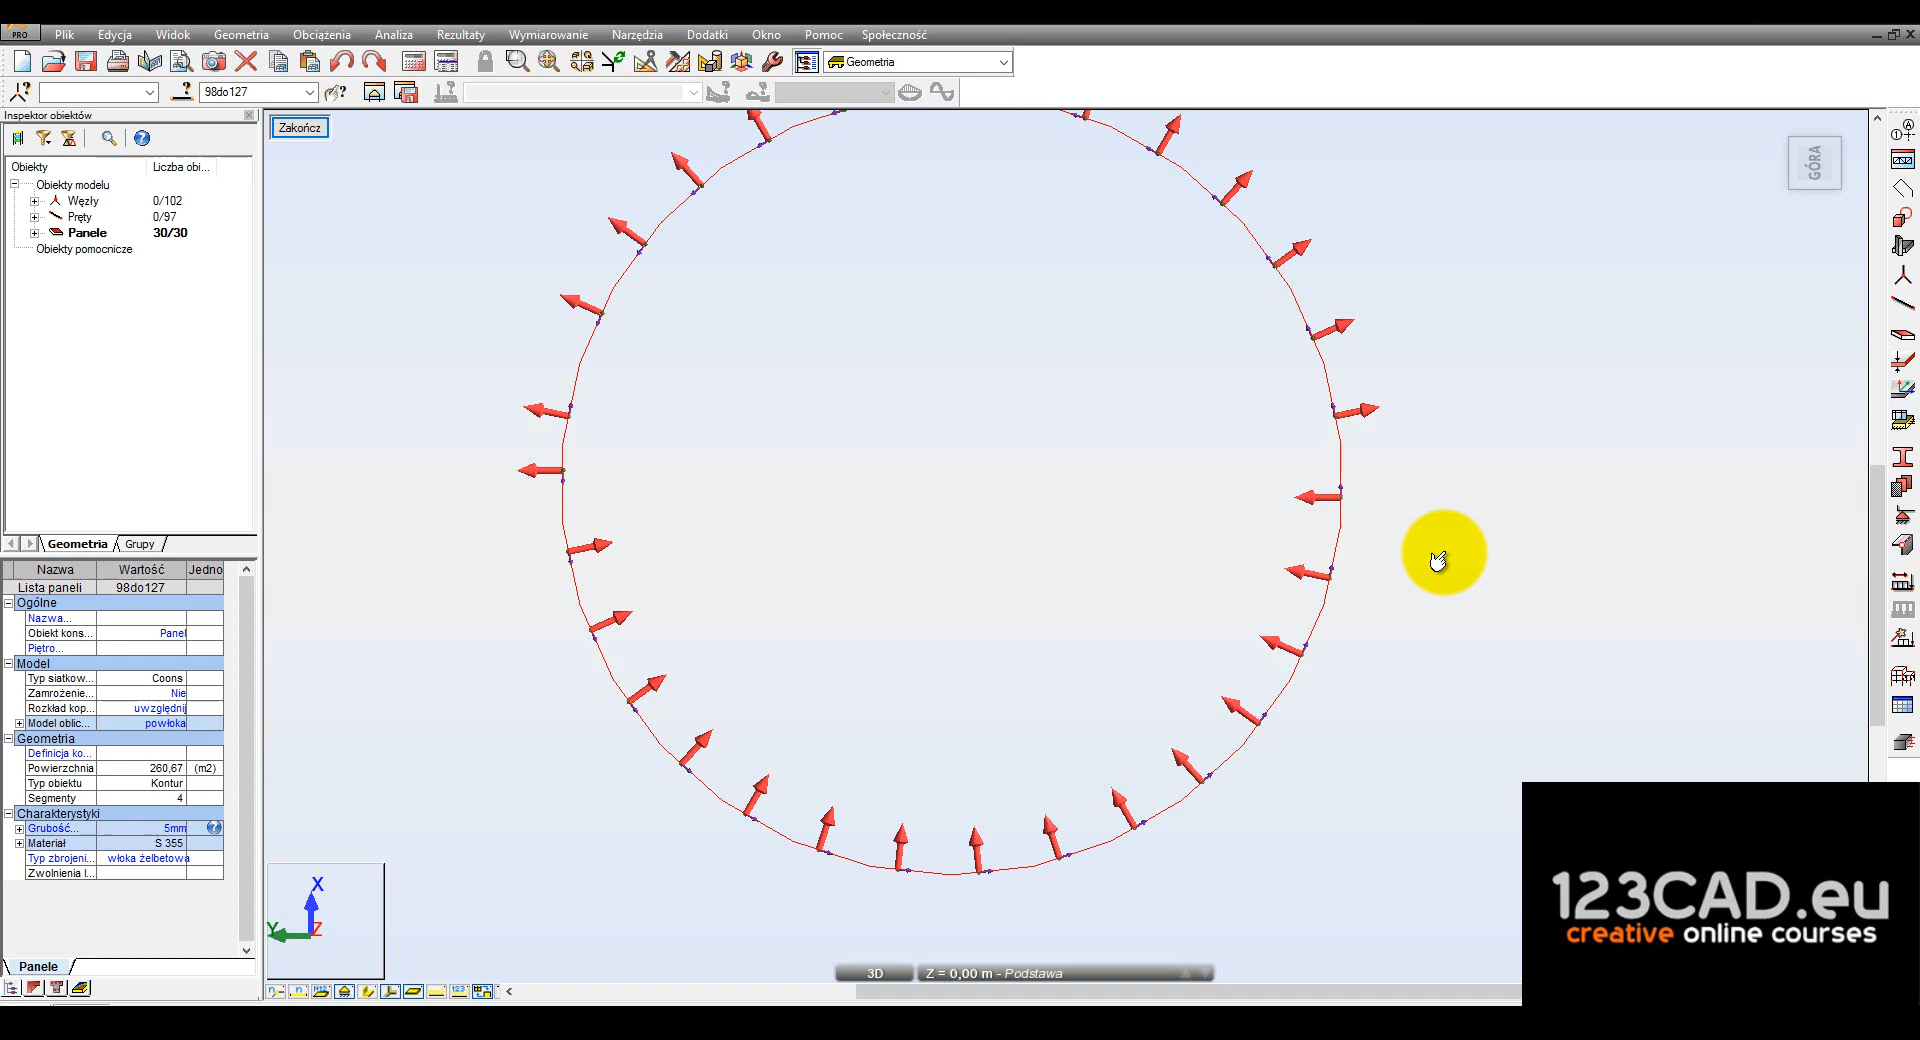 PRO Plik Edycja Widok Geometria Obciążenia Analiza Rezultaty Wymiarowanie Narzędzia Dodatki Okno Pomoc Społeczność
Geometria
98do127
Inspektor obiektów
Zakończ
GÓRA
Obiekty Liczba obi...
Obiekty modelu
Węzły 0/102
Pręty 0/97
Panele 30/30
Obiekty pomocnicze
Geometria Grupy
Nazwa Wartość Jedno
Lista paneli 98do127
Ogólne
Nazwa...
Obiekt kons... Panel
Piętro...
Model
Typ siatkow... Coons
Zamrożenie... Nie
Rozkład kop... uwzględnij
Model oblic... powłoka
Geometria
Definicja ko...
Powierzchnia 260,67 (m2)
Typ obiektu Kontur
Segmenty 4
Charakterystyki
Grubość... 5mm
Materiał S 355
Typ zbrojeni... włoka żelbetowa
Zwolnienia l...
Panele
X
Y Z
3D Z = 0,00 m - Podstawa
123CAD.eu
creative online courses